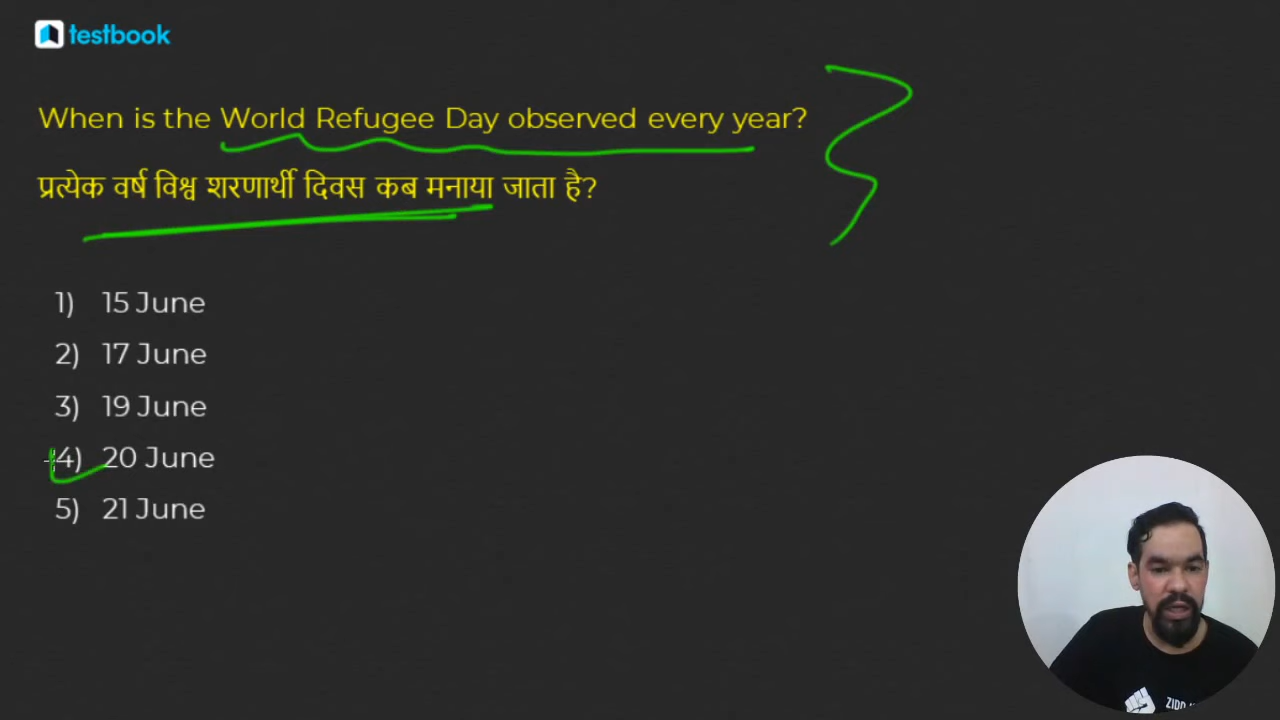 testbook
When is the World Refugee Day observed every year?
प्रत्येक वर्ष विश्व शरणार्थी दिवस कब मनाया जाता है?
1) 15 June
2) 17 June
3) 19 June
4) 20 June
5) 21 June